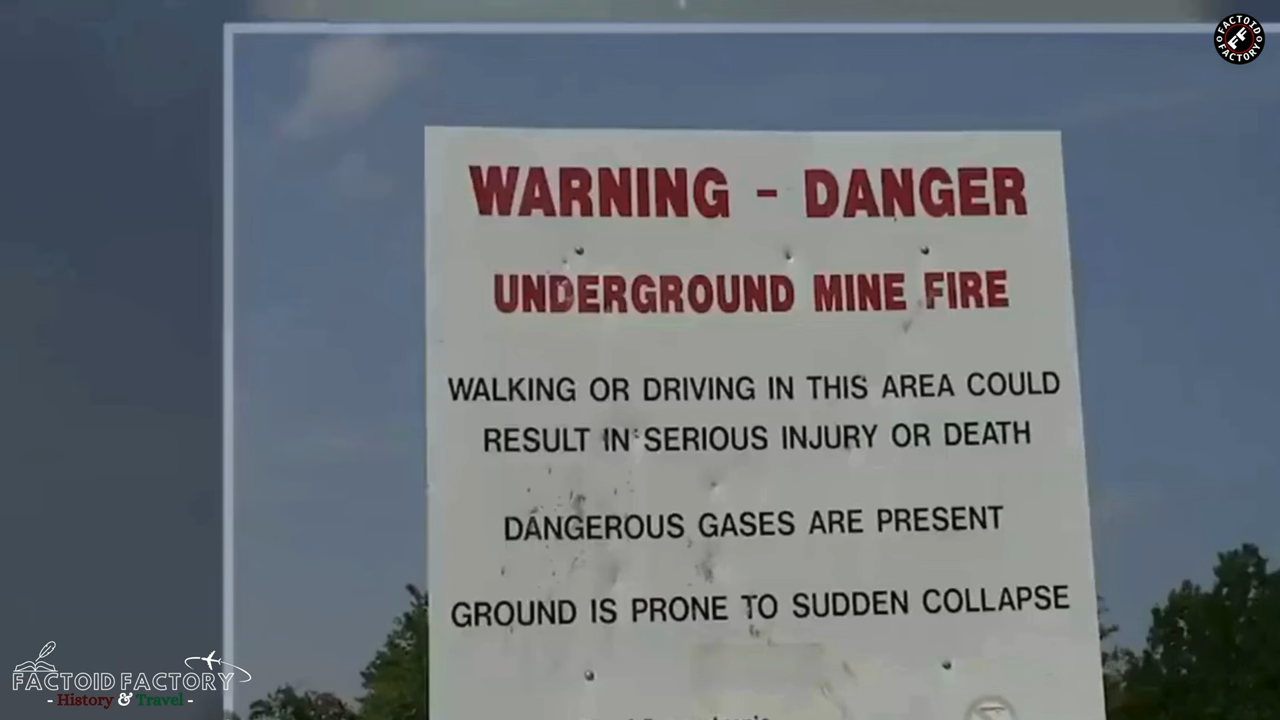 FACTOID
FF
FACTORY
WARNING - DANGER
UNDERGROUND MINE FIRE
WALKING OR DRIVING IN THIS AREA COULD
RESULT IN SERIOUS INJURY OR DEATH
DANGEROUS GASES ARE PRESENT
GROUND IS PRONE TO SUDDEN COLLAPSE
FACTOID FACTORY
- History & Travel -